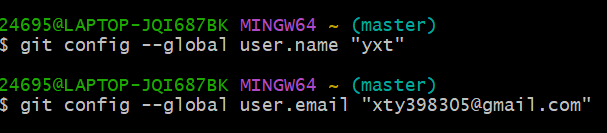 24695@LAPTOP-JQI687BK MINGW64 ~ (master)
$ git config --global user.name "yxt"
24695@LAPTOP-JQI687BK MINGW64 ~ (master)
$ git config --global user.email "xty398305@gmail.com"